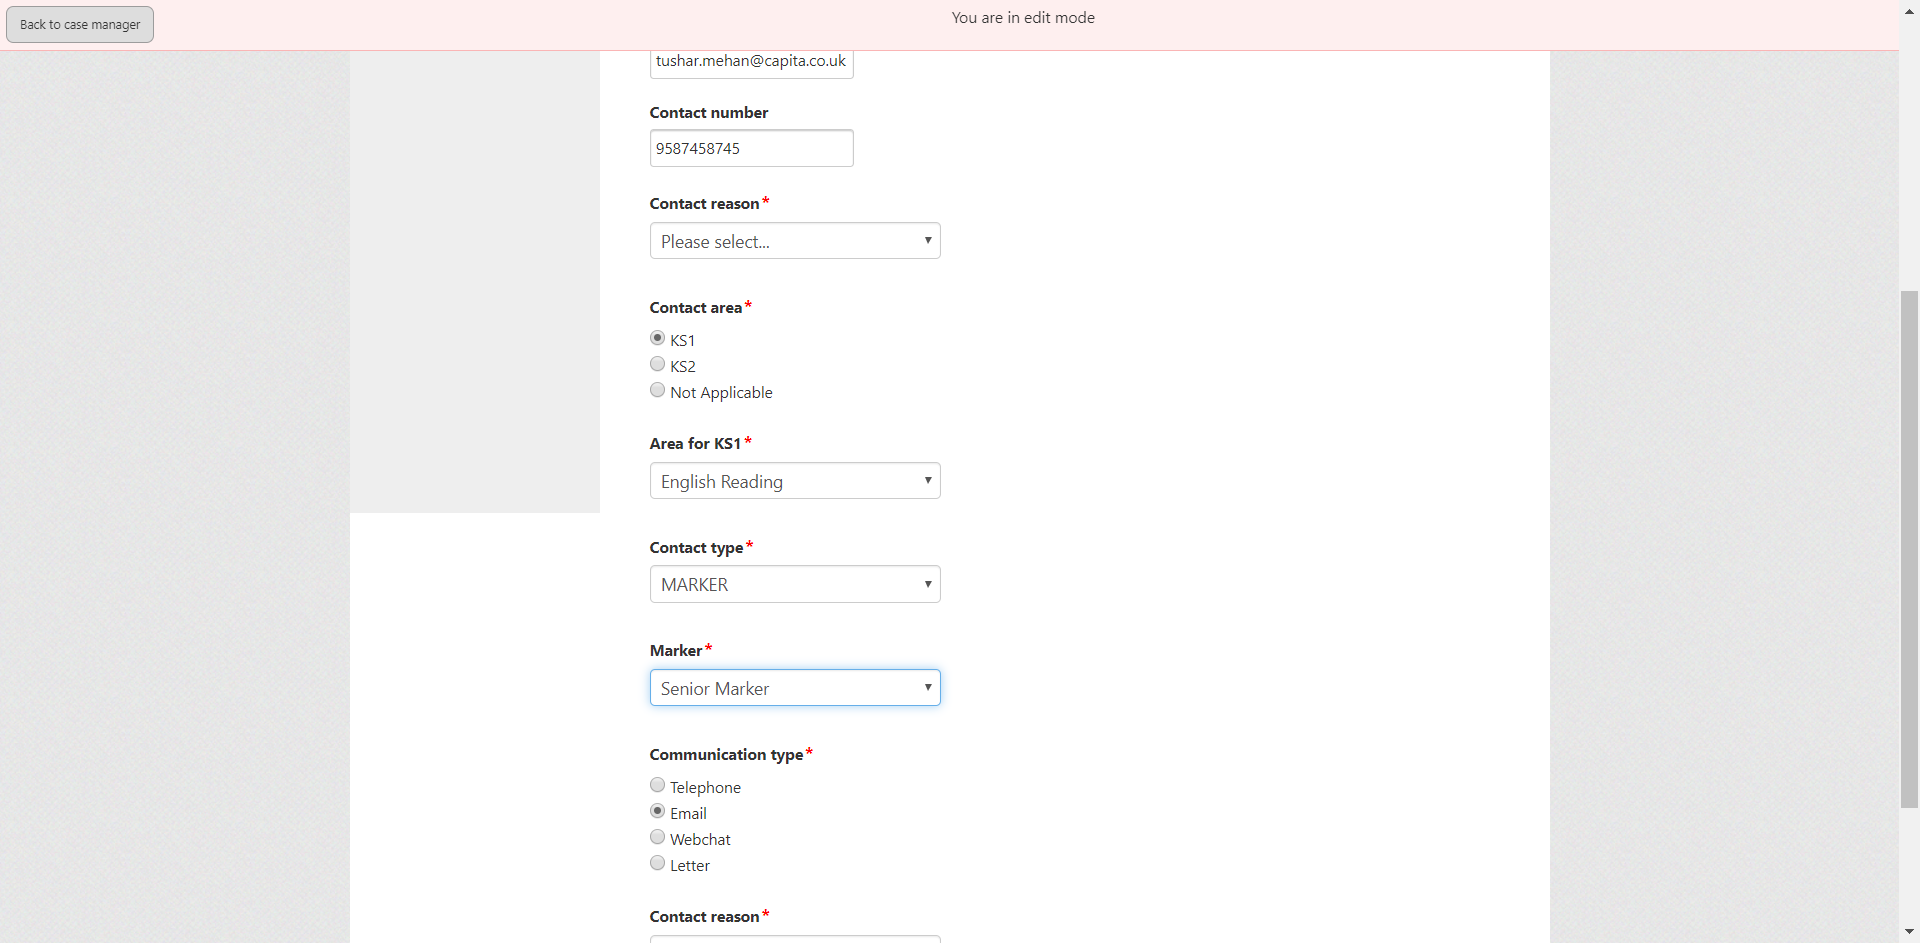 Back to case manager
You are in edit mode
tushar.mehan@capita.co.uk
Contact number
9587458745
Contact reason*
Please select...
Contact area*
KS1
KS2
Not Applicable
Area for KS1*
English Reading
Contact type*
MARKER
Marker*
Senior Marker
Communication type*
Telephone
Email
Webchat
Letter
Contact reason*